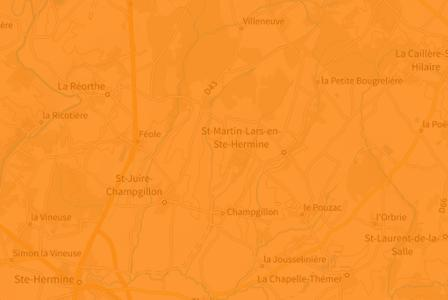 Villeneuve
ère
La Caillère-S
Hilaire
la Petite Bougrelière
La Réorthe
D43
la Ricotière
la Poë
Féole
St-Martin-Lars-en-
Ste-Hermine
St-Juire-
Champgillon
Champgillon
le Pouzac
D66
la Vineuse
l'Orbrie
St-Laurent-de-la-
Salle
Simon la Vineuse
la Jousselinière
Ste-Hermine
La Chapelle-Thémer